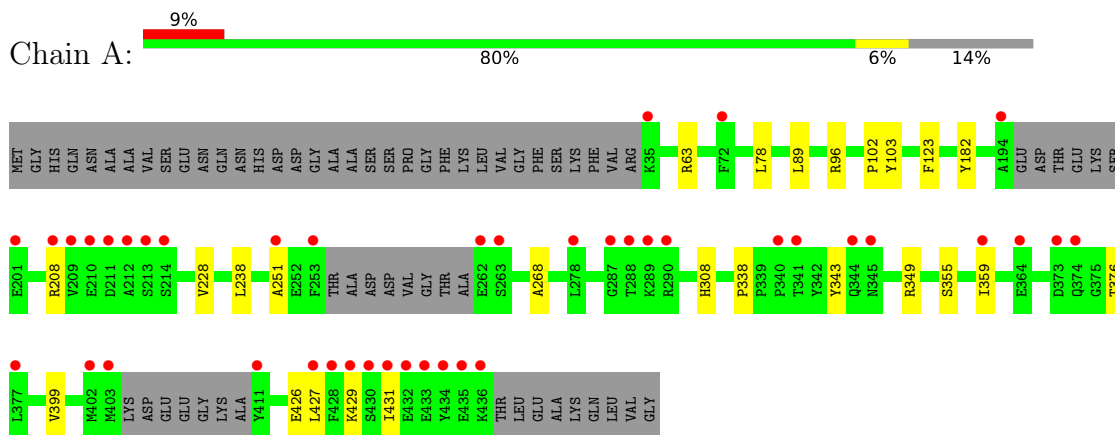 9%
Chain A:
80% 6% 14%
MET GLY HIS GLN ASN ALA ALA VAL SER GLU ASN GLN ASN HIS ASP ASP GLY ALA ALA SER SER PRO GLY PHE LYS LEU VAL GLY PHE SER LYS PHE VAL ARG K35 R63 F72 L78 L89 R96 P102 Y103 F123 Y182 A194 GLU ASP THR GLU LYS SER
E201 R208 V209 E210 D211 A212 S213 S214 V228 L238 A251 E252 F253 THR ALA ASP ASP VAL GLY THR ALA E262 S263 A268 L278 G287 T288 K289 R290 H308 P338 P339 P340 T341 Y342 Y343 Q344 N345 R349 S355 I359 E364 D373 Q374 G375 T376
L377 V399 M402 M403 LYS ASP GLU GLU GLY LYS ALA Y411 E426 L427 F428 K429 S430 I431 E432 E433 Y434 E435 K436 THR LEU GLU ALA LYS GLN LEU VAL GLY